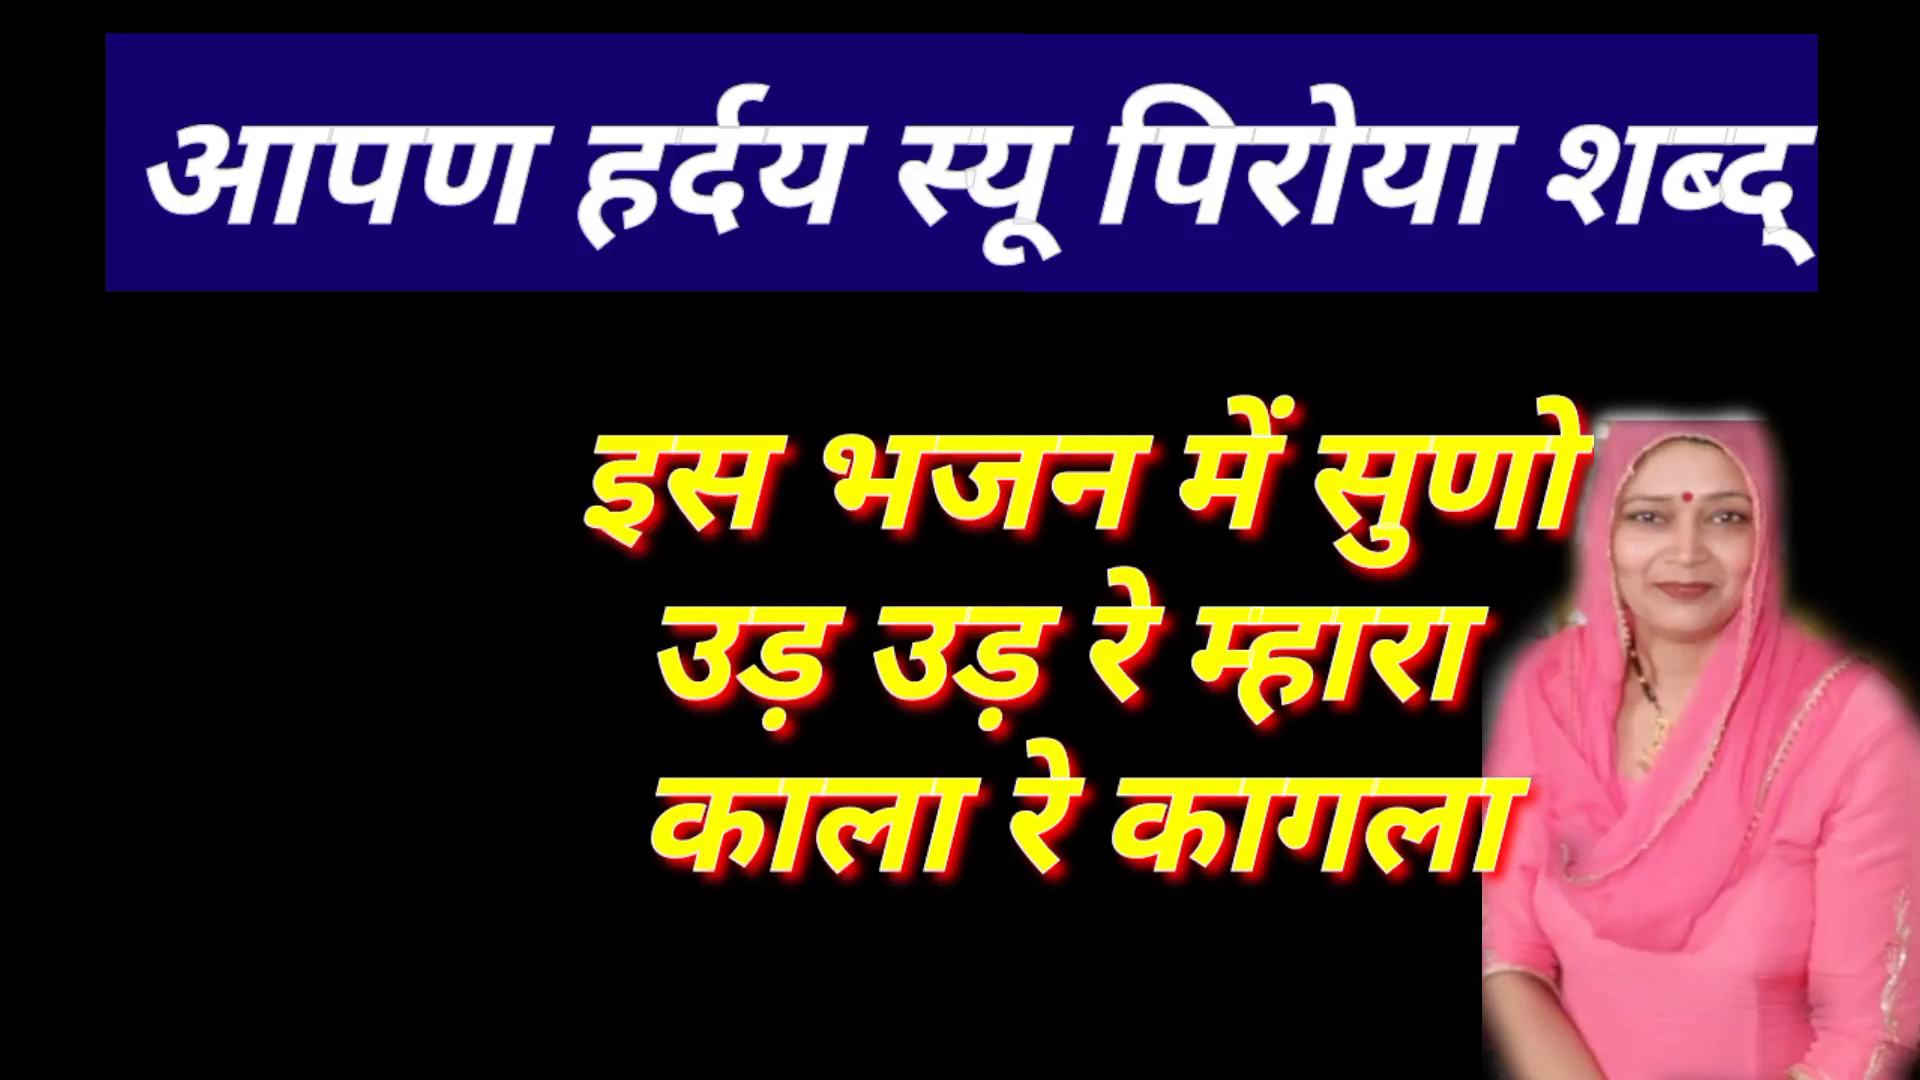 आपण हर्दय स्यू पिरोया शब्द्
इस भजन में सुणो
उड़ उड़ रे म्हारा
काला रे कागला